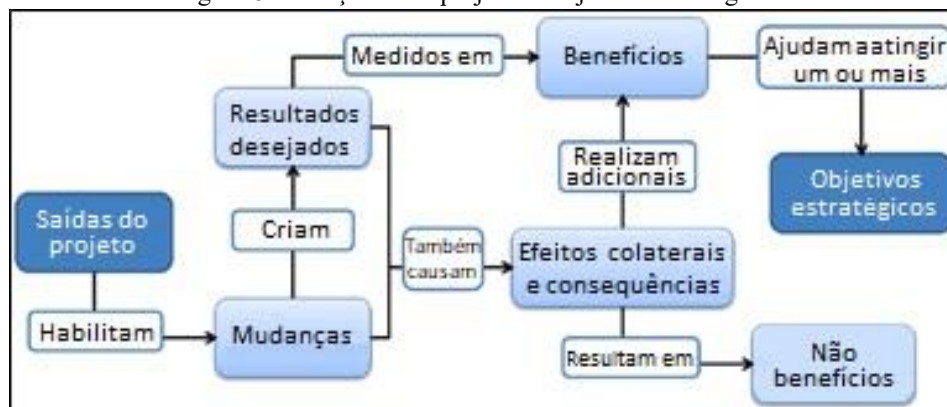 Medidos em
Benefícios
Ajudam aatingir
um ou mais
Resultados
desejados
Realizam
adicionais
Objetivos
estratégicos
Saídas do
projeto
Criam
Também
causam
Efeitos colaterais
e consequências
Habilitam
Mudanças
Resultam em
Não
benefícios